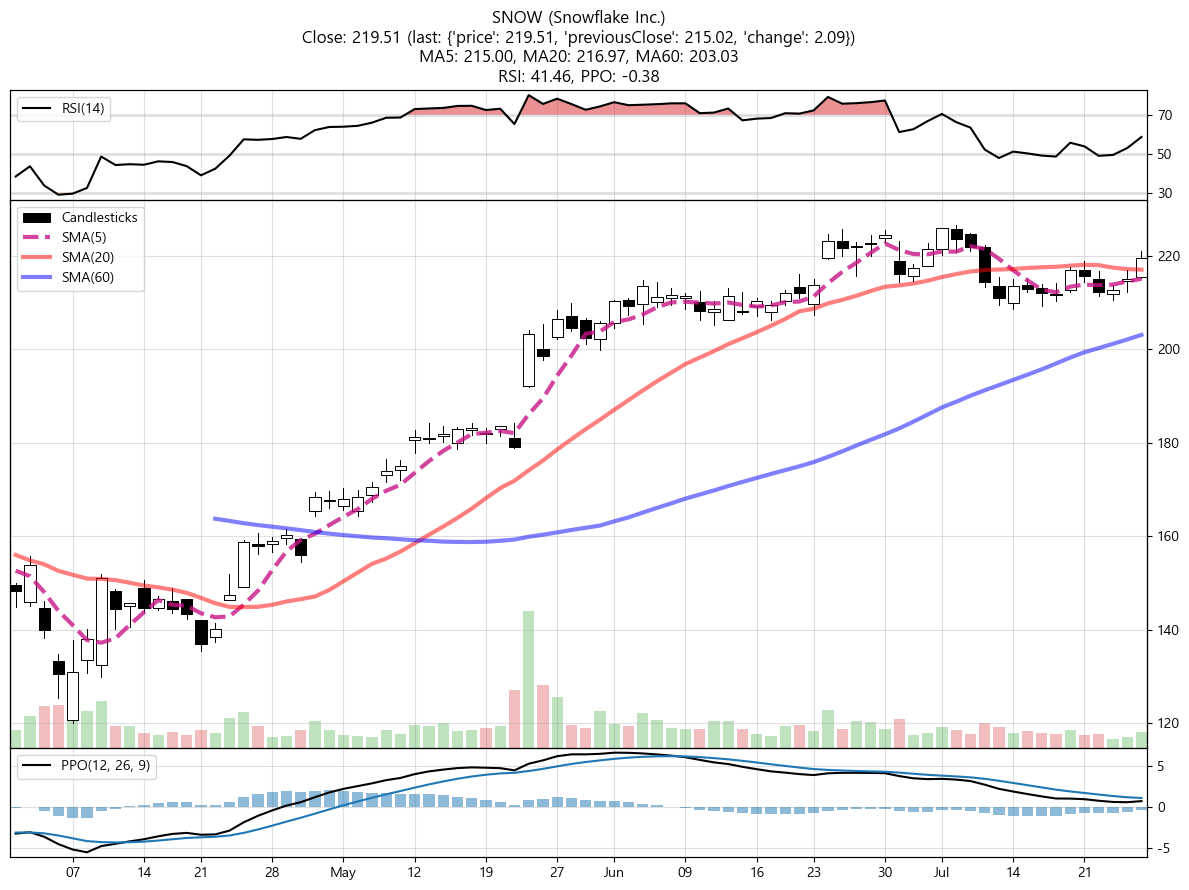 SNOW (Snowflake Inc.)
Close: 219.51 (last: {'price': 219.51, 'previousClose': 215.02, 'change': 2.09})
MA5: 215.00, MA20: 216.97, MA60: 203.03
RSI: 41.46, PPO: -0.38
RSI(14)
70
50
30
Candlesticks
SMA(5)
SMA(20)
SMA(60)
220
200
180
160
140
120
PPO(12, 26, 9)
5
0
-5
07 14 21 28 May 12 19 27 Jun 09 16 23 30 Jul 14 21